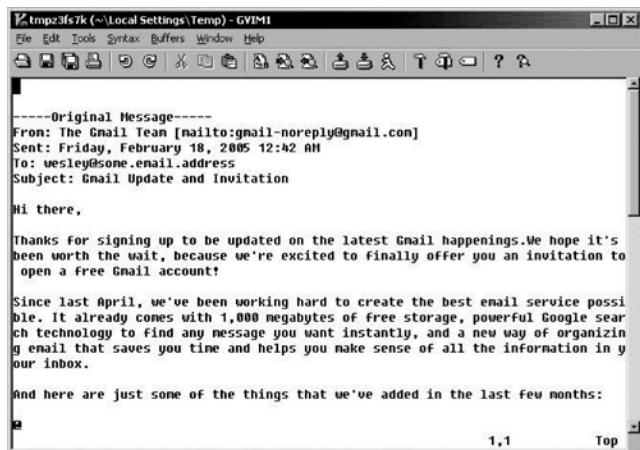 tmpz3fs7k (~\Local Settings\Temp) - GVIM1
File Edit Tools Syntax Buffers Window Help
-----Original Message-----
From: The Gmail Team [mailto:gmail-noreply@gmail.com]
Sent: Friday, February 18, 2005 12:42 AM
To: wesley@some.email.address
Subject: Gmail Update and Invitation
Hi there,
Thanks for signing up to be updated on the latest Gmail happenings.We hope it's
been worth the wait, because we're excited to finally offer you an invitation to
open a free Gmail account!
Since last April, we've been working hard to create the best email service possi
ble. It already comes with 1,000 megabytes of free storage, powerful Google sear
ch technology to find any message you want instantly, and a new way of organizin
g email that saves you time and helps you make sense of all the information in y
our inbox.
And here are just some of the things that we've added in the last few months:
@
1,1 Top